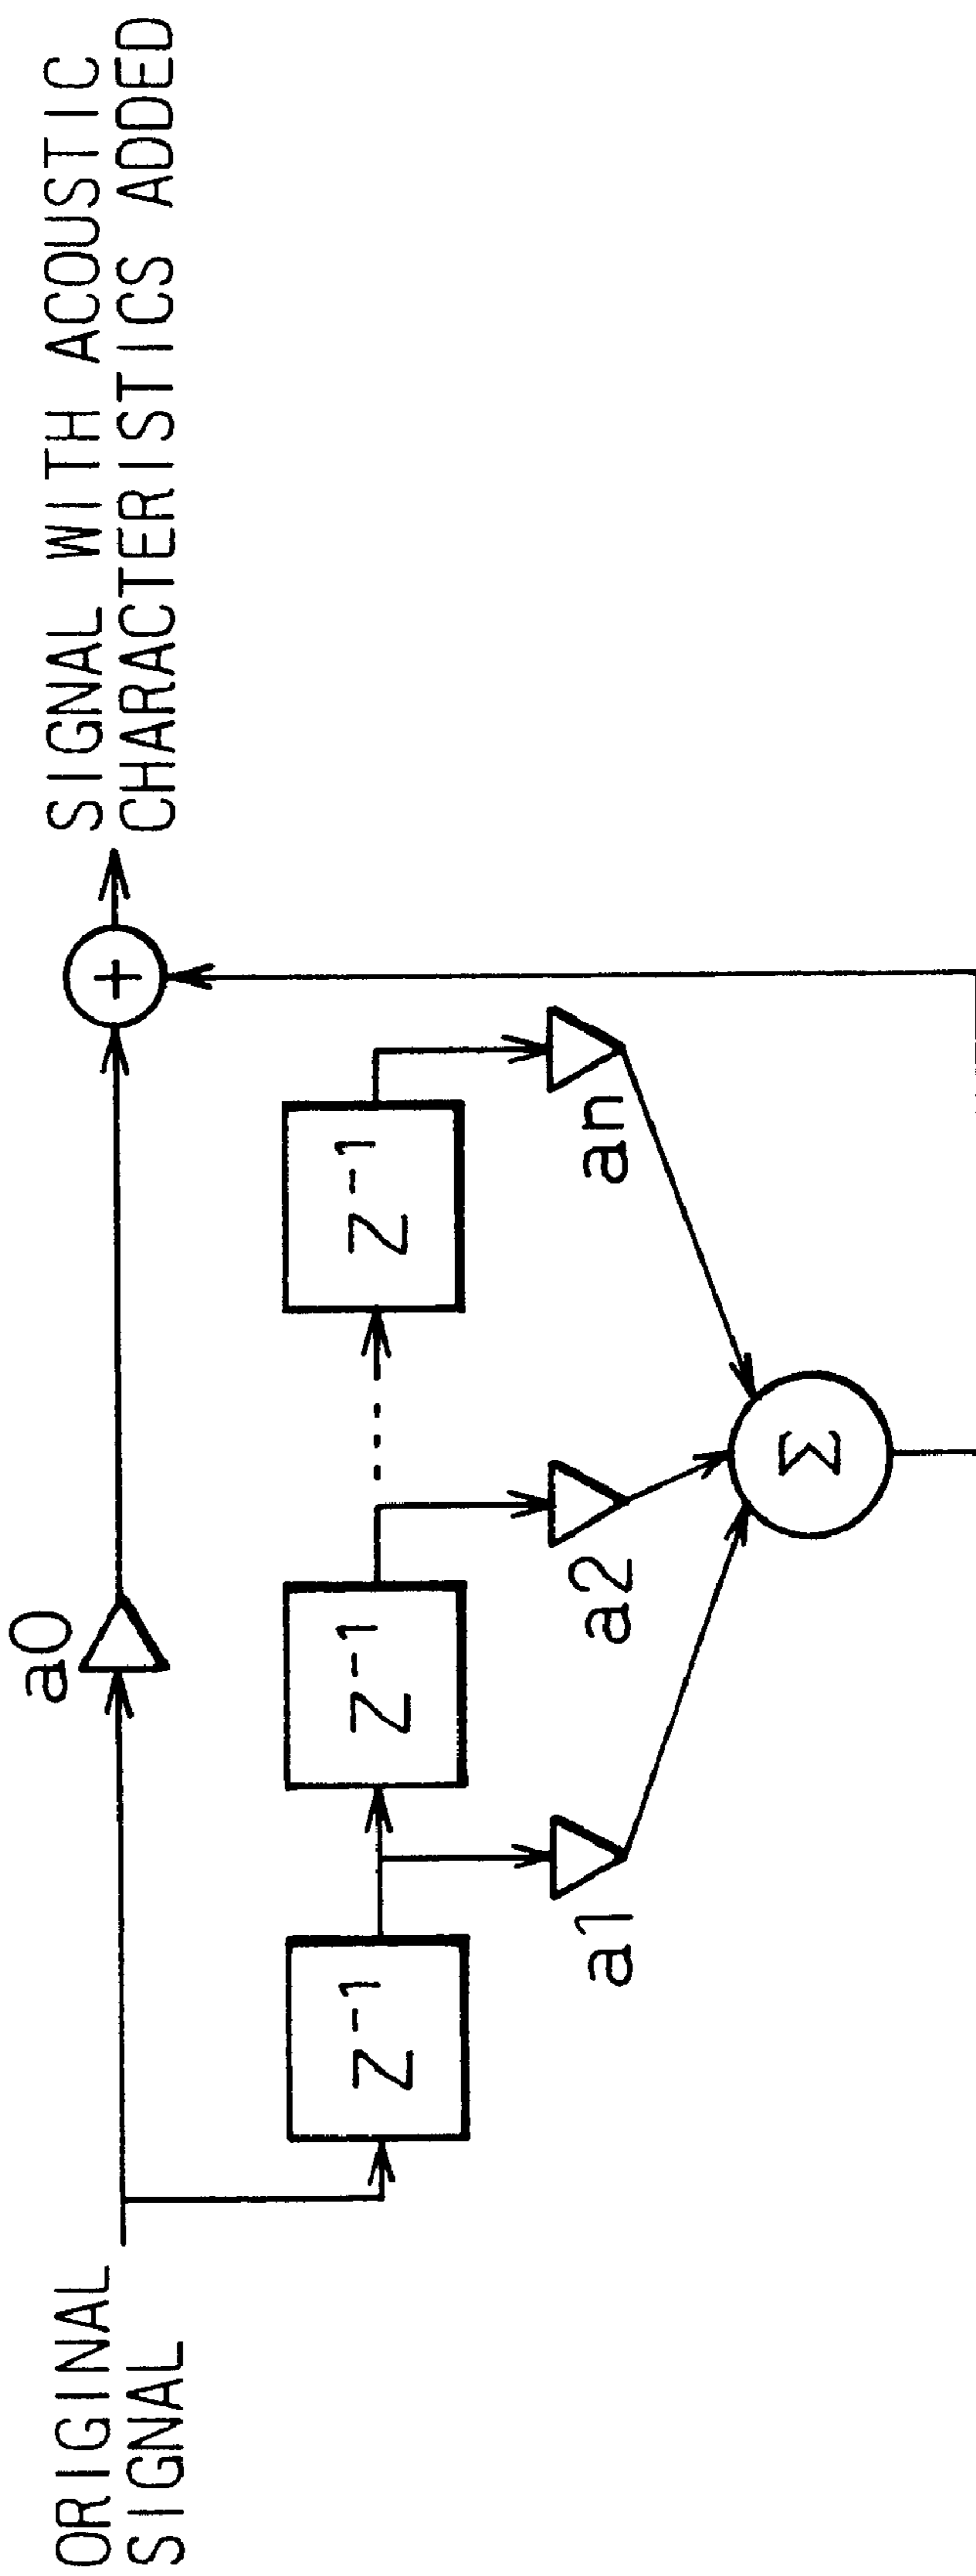 ORIGINAL
SIGNAL
a0
SIGNAL WITH ACOUSTIC
CHARACTERISTICS ADDED
+
Z⁻¹
Z⁻¹
Z⁻¹
a1
a2
an
Σ